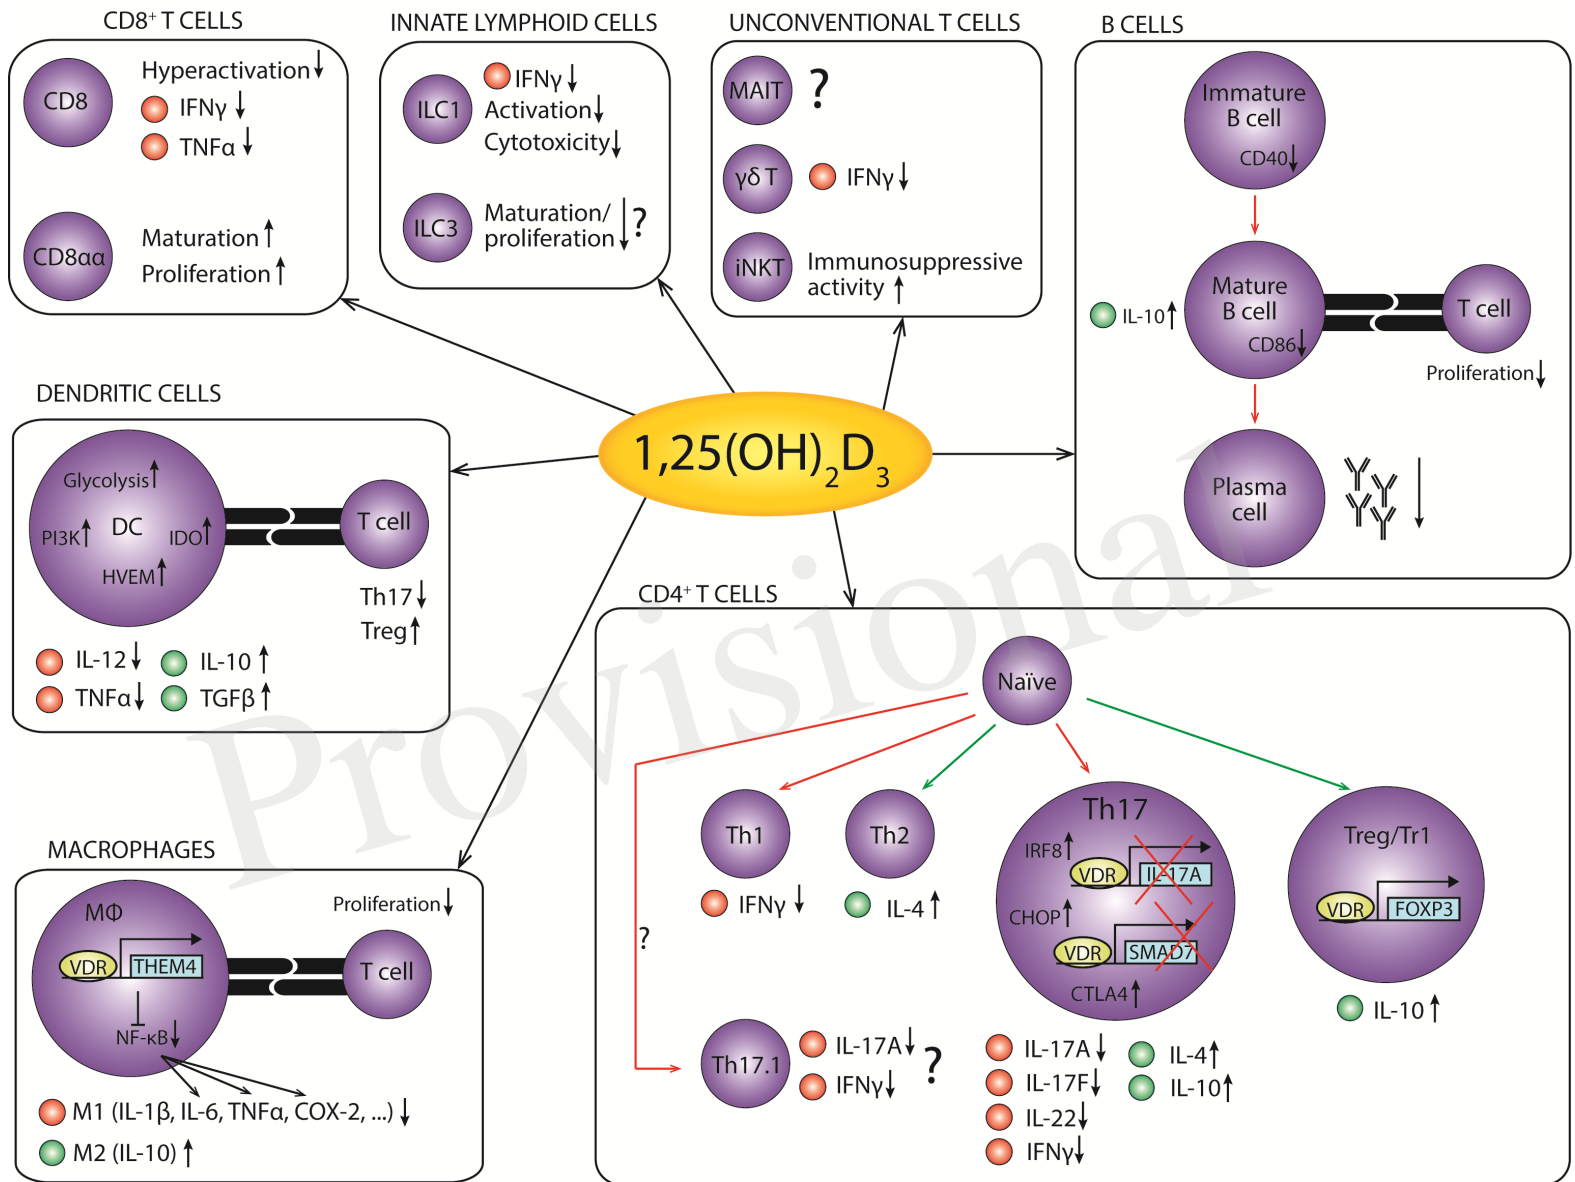 CD8⁺ T CELLS
CD8
Hyperactivation↓
IFNγ ↓
TNFα ↓
CD8αα
Maturation ↑
Proliferation ↑
INNATE LYMPHOID CELLS
ILC1
IFNγ ↓
Activation ↓
Cytotoxicity ↓
ILC3
Maturation/
proliferation ↓ ?
UNCONVENTIONAL T CELLS
MAIT
?
γδ T
IFNγ ↓
iNKT
Immunosuppressive
activity ↑
B CELLS
Immature
B cell
CD40↓
IL-10↑
Mature
B cell
CD86↓
T cell
Proliferation↓
Plasma
cell
↓
1,25(OH)₂D₃
DENDRITIC CELLS
Glycolysis↑
PI3K↑
DC
IDO↑
HVEM↑
T cell
Th17↓
Treg↑
IL-12↓
IL-10 ↑
TNFα↓
TGFβ ↑
MACROPHAGES
MΦ
VDR
THEM4
NF-κB↓
Proliferation↓
T cell
M1 (IL-1β, IL-6, TNFα, COX-2, ...) ↓
M2 (IL-10) ↑
CD4⁺ T CELLS
Naïve
Th1
IFNγ ↓
Th2
IL-4 ↑
?
Th17.1
IL-17A↓
IFNγ↓
?
Th17
IRF8↑
VDR
IL-17A
CHOP↑
VDR
SMAD7
CTLA4 ↑
IL-17A ↓
IL-17F↓
IL-22↓
IFNγ↓
IL-4↑
IL-10↑
Treg/Tr1
VDR
FOXP3
IL-10 ↑
Provisional